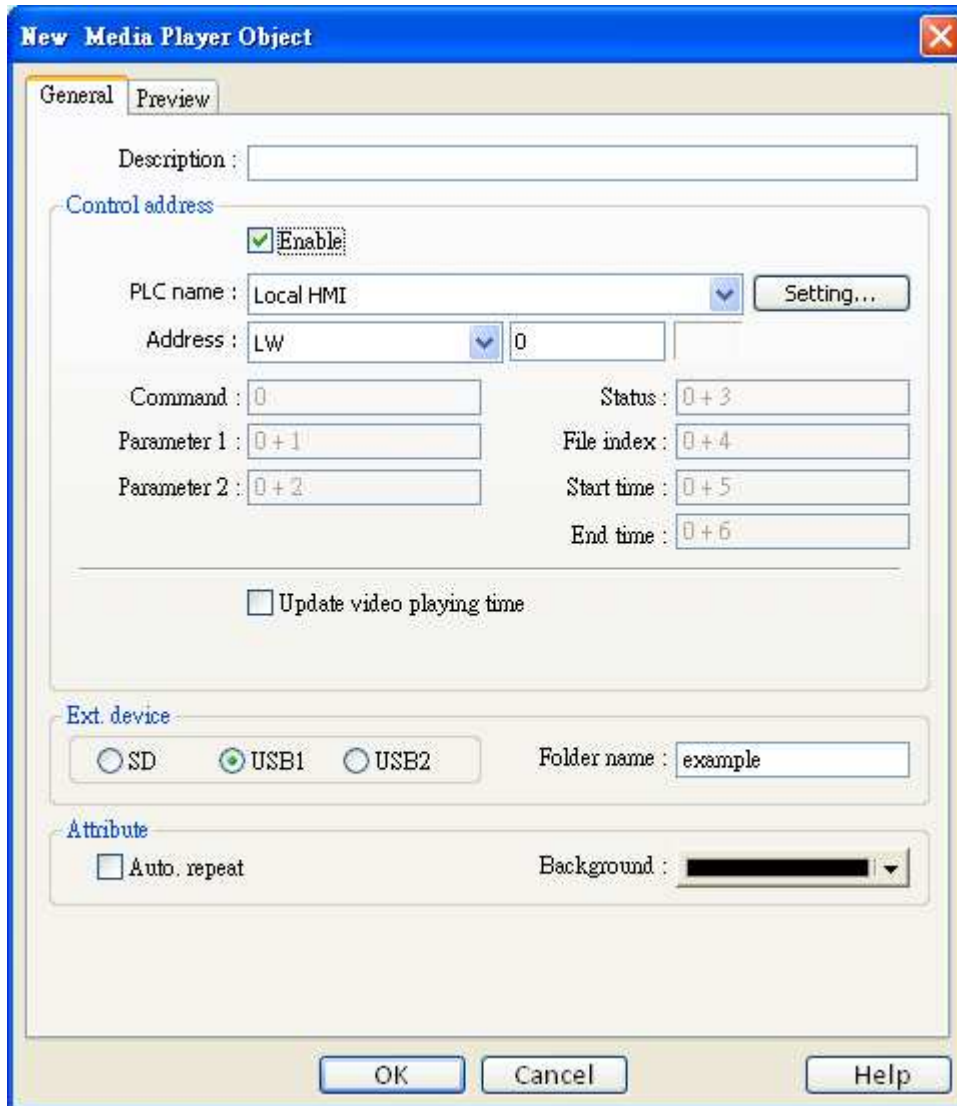 New Media Player Object
General Preview
Description :
Control address
Enable
PLC name : Local HMI Setting...
Address : LW 0
Command : 0 Status : 0 + 3
Parameter 1 : 0 + 1 File index : 0 + 4
Parameter 2 : 0 + 2 Start time : 0 + 5
End time : 0 + 6
Update video playing time
Ext. device
SD USB1 USB2 Folder name : example
Attribute
Auto. repeat Background :
OK Cancel Help